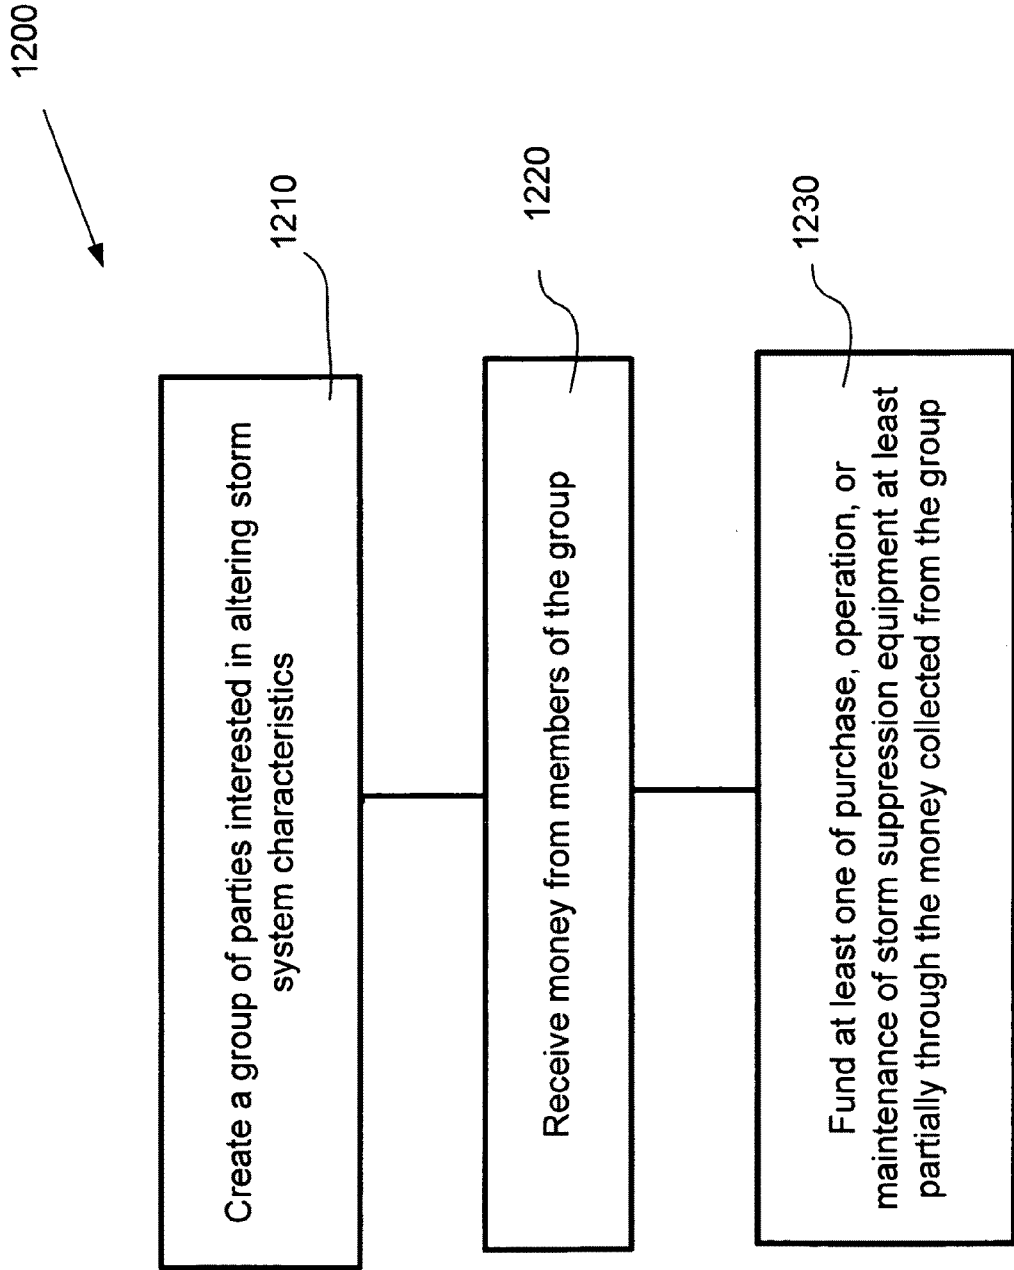 1200
Create a group of parties interested in altering storm
system characteristics
1210
Receive money from members of the group
1220
Fund at least one of purchase, operation, or
maintenance of storm suppression equipment at least
partially through the money collected from the group
1230